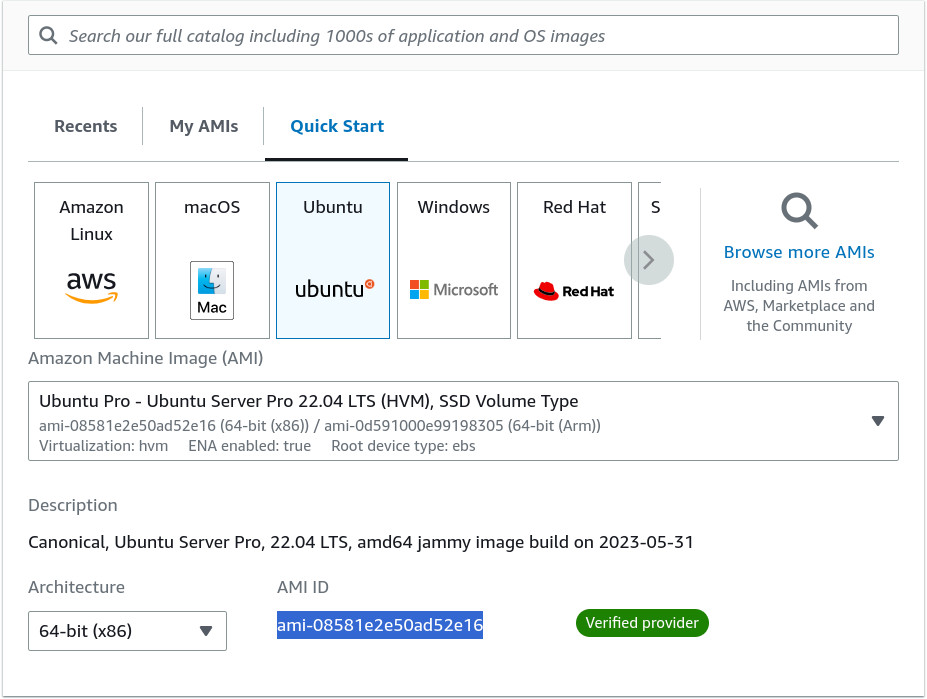 Search our full catalog including 1000s of application and OS images
Recents
My AMIs
Quick Start
Amazon
Linux
aws
macOS
Mac
Ubuntu
ubuntu
Windows
Microsoft
Red Hat
Red Hat
S
Browse more AMIs
Including AMIs from
AWS, Marketplace and
the Community
Amazon Machine Image (AMI)
Ubuntu Pro - Ubuntu Server Pro 22.04 LTS (HVM), SSD Volume Type
ami-08581e2e50ad52e16 (64-bit (x86)) / ami-0d591000e99198305 (64-bit (Arm))
Virtualization: hvm ENA enabled: true Root device type: ebs
Description
Canonical, Ubuntu Server Pro, 22.04 LTS, amd64 jammy image build on 2023-05-31
Architecture
64-bit (x86)
AMI ID
ami-08581e2e50ad52e16
Verified provider